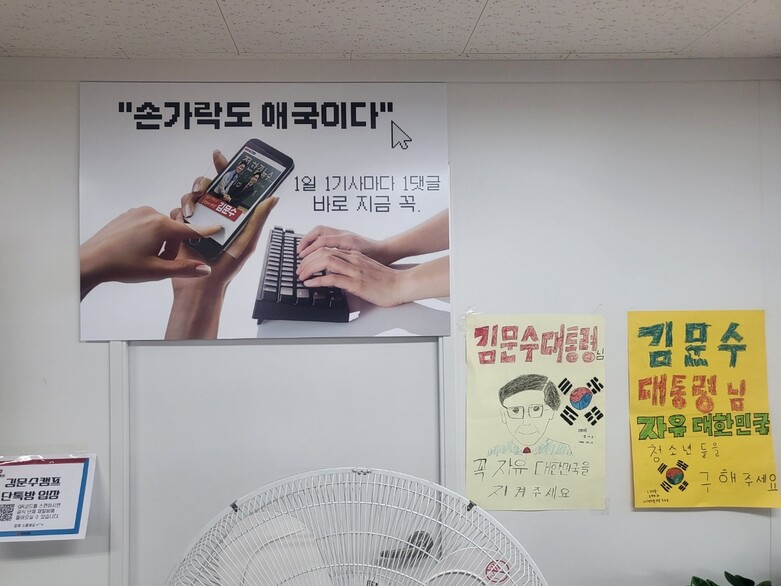 "손가락도 애국이다"
1일 1기사마다 1댓글
바로 지금 꼭.
김문수
김문수대통령님
꼭 자유 대한민국을
지켜주세요
김문수
대통령님
자유 대한민국
청소년들을
구해주세요
김문수캠프
단톡방 입장